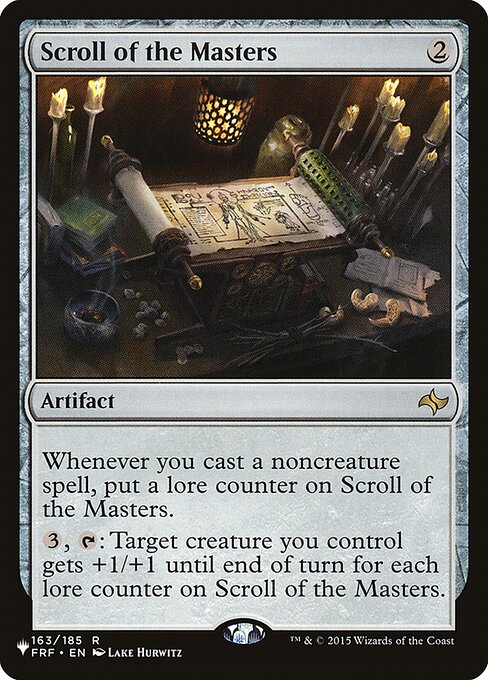 Scroll of the Masters 2
Artifact
Whenever you cast a noncreature
spell, put a lore counter on Scroll of
the Masters.
3, : Target creature you control
gets +1/+1 until end of turn for each
lore counter on Scroll of the Masters.
163/185 R
FRF • EN Lake Hurwitz
™ & © 2015 Wizards of the Coast